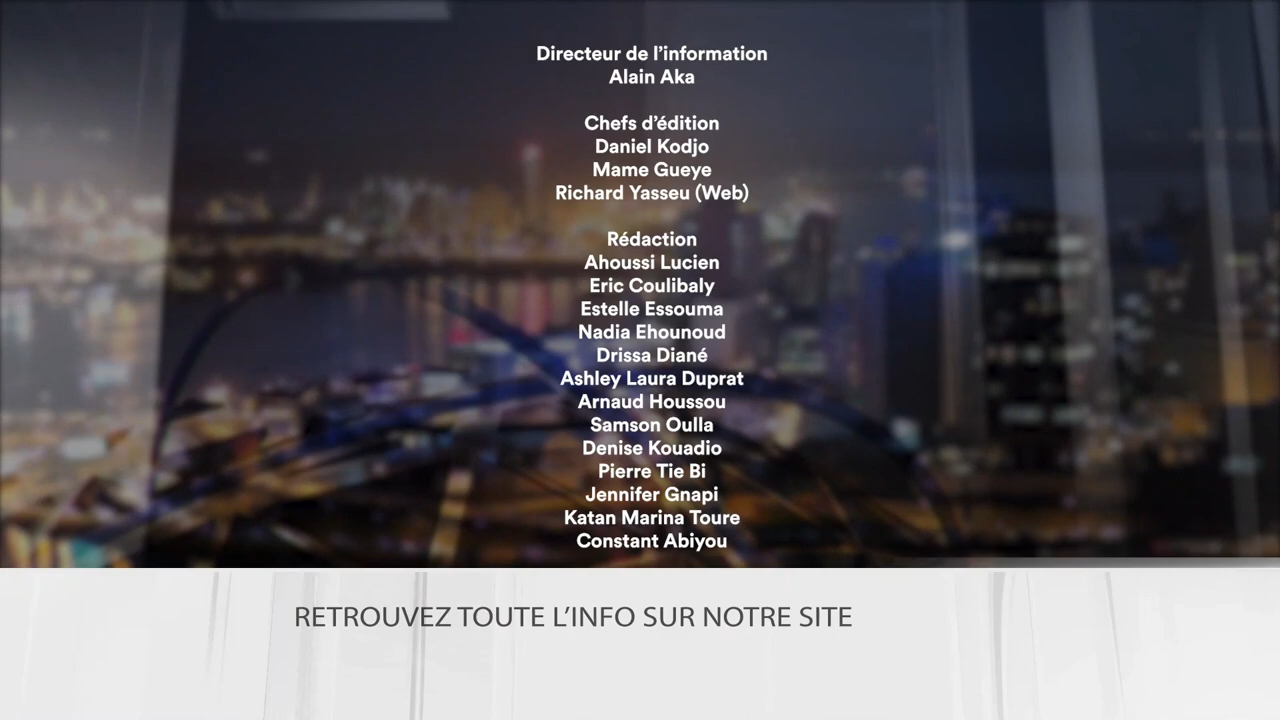 Directeur de l’information
Alain Aka
Chefs d’édition
Daniel Kodjo
Mame Gueye
Richard Yasseu (Web)
Rédaction
Ahoussi Lucien
Eric Coulibaly
Estelle Essouma
Nadia Ehounoud
Drissa Diané
Ashley Laura Duprat
Arnaud Houssou
Samson Oulla
Denise Kouadio
Pierre Tie Bi
Jennifer Gnapi
Katan Marina Toure
Constant Abiyou
RETROUVEZ TOUTE L’INFO SUR NOTRE SITE